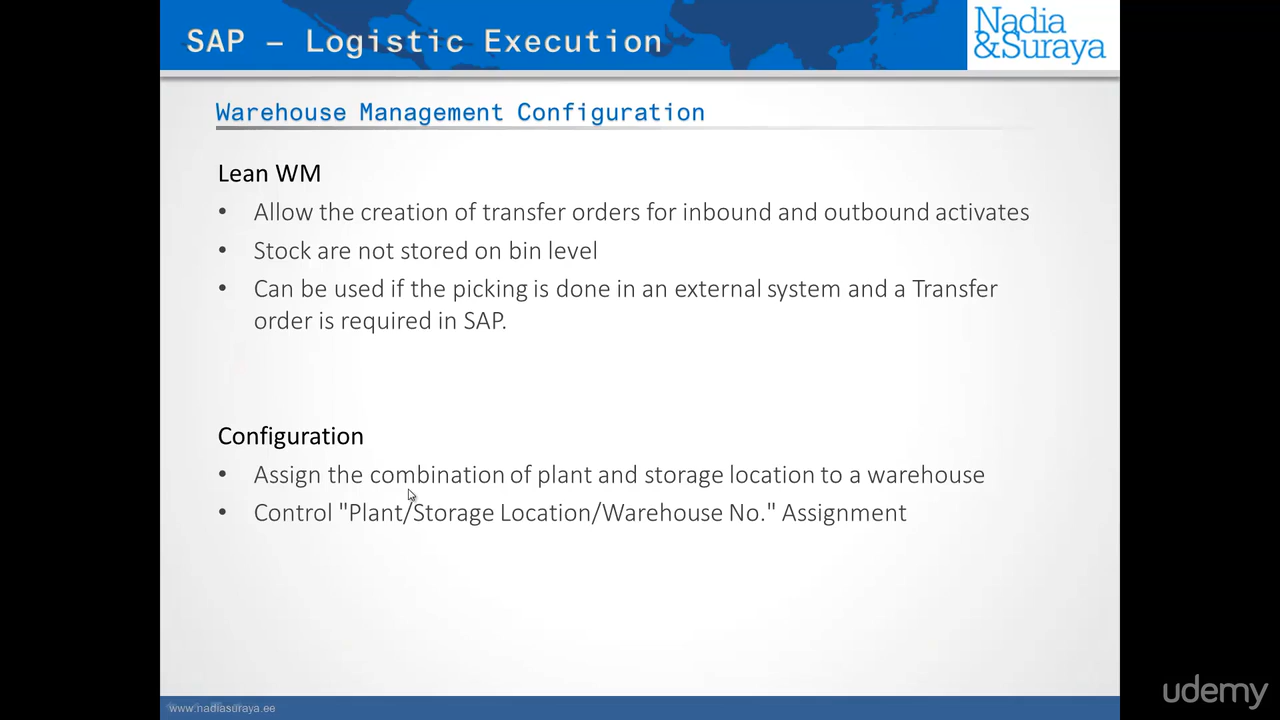 SAP – Logistic Execution
Nadia
&Suraya
Warehouse Management Configuration
Lean WM
• Allow the creation of transfer orders for inbound and outbound activates
• Stock are not stored on bin level
• Can be used if the picking is done in an external system and a Transfer
order is required in SAP.
Configuration
• Assign the combination of plant and storage location to a warehouse
• Control "Plant/Storage Location/Warehouse No." Assignment
www.nadiasuraya.ee
udemy